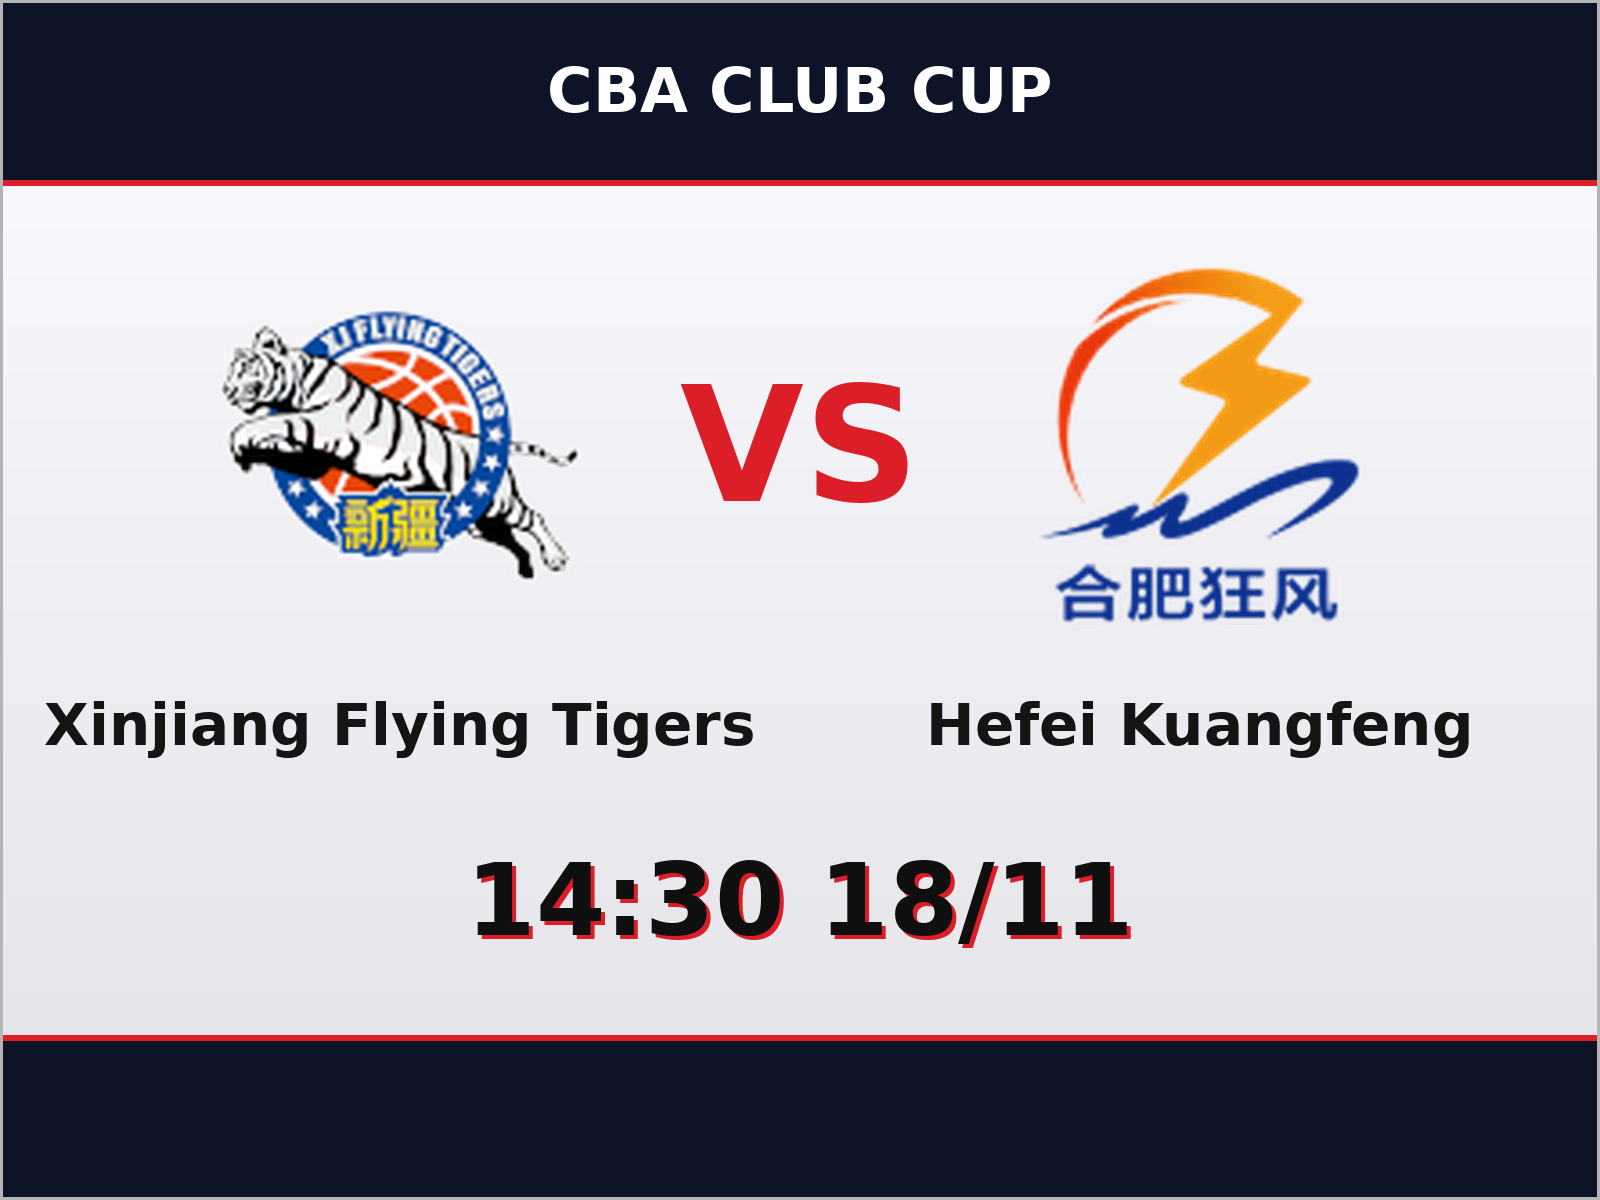 CBA CLUB CUP
XJ FLYING TIGERS
新疆
VS
合肥狂风
Xinjiang Flying Tigers
Hefei Kuangfeng
14:30 18/11